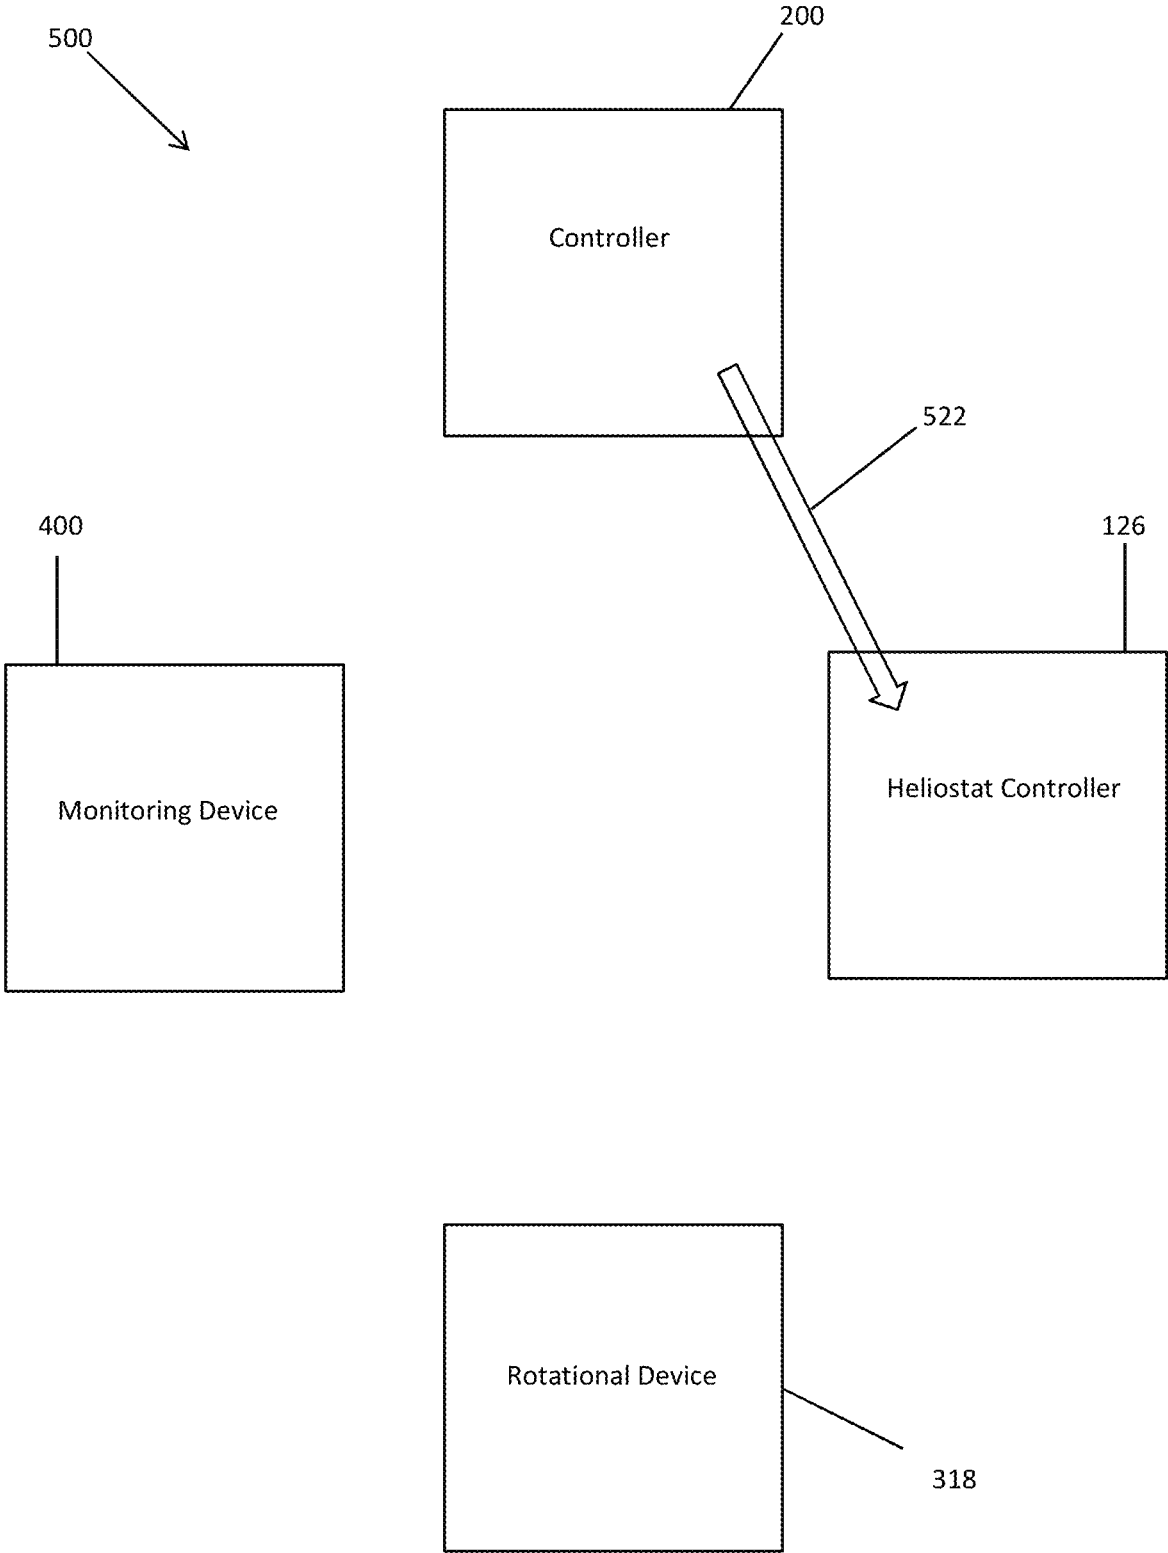 200
500
Controller
522
400
126
Heliostat Controller
Monitoring Device
Rotational Device
318